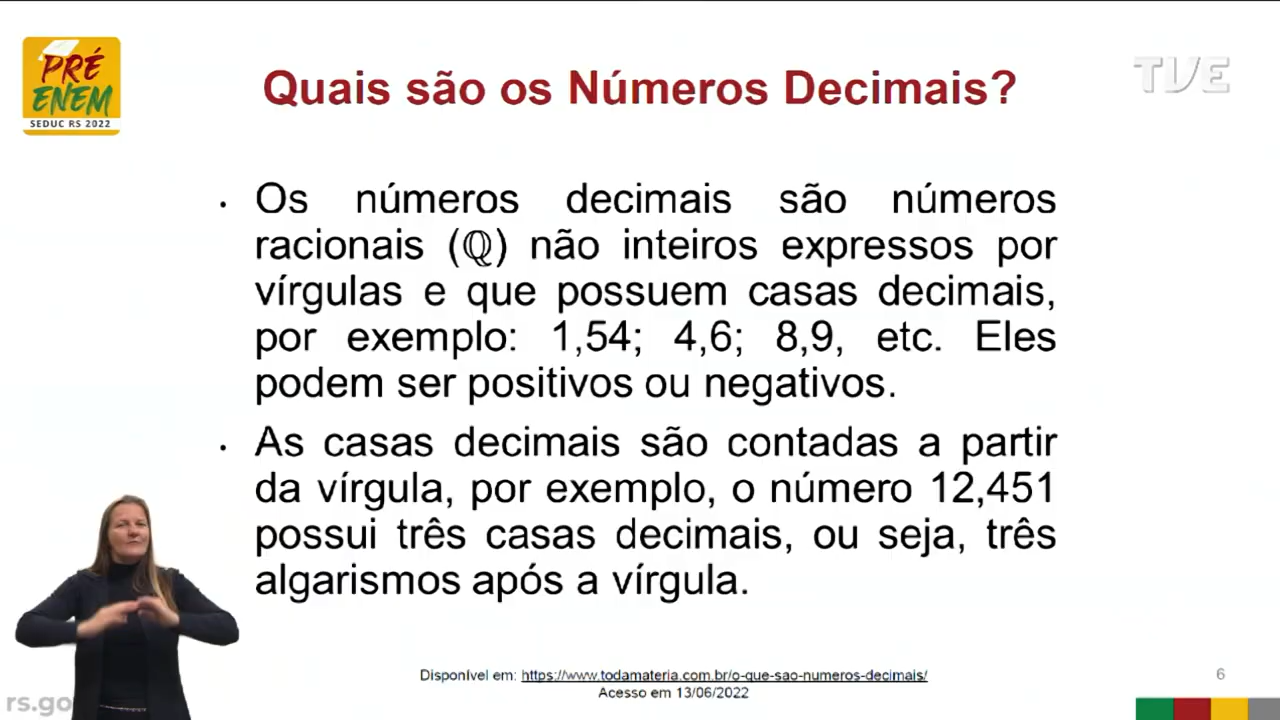 PRÉ
ENEM
SEDUC RS 2022
Quais são os Números Decimais?
TVE
• Os números decimais são números
racionais (ℚ) não inteiros expressos por
vírgulas e que possuem casas decimais,
por exemplo: 1,54; 4,6; 8,9, etc. Eles
podem ser positivos ou negativos.
• As casas decimais são contadas a partir
da vírgula, por exemplo, o número 12,451
possui três casas decimais, ou seja, três
algarismos após a vírgula.
Disponível em: https://www.todamateria.com.br/o-que-sao-numeros-decimais/
Acesso em 13/06/2022
6
rs.go